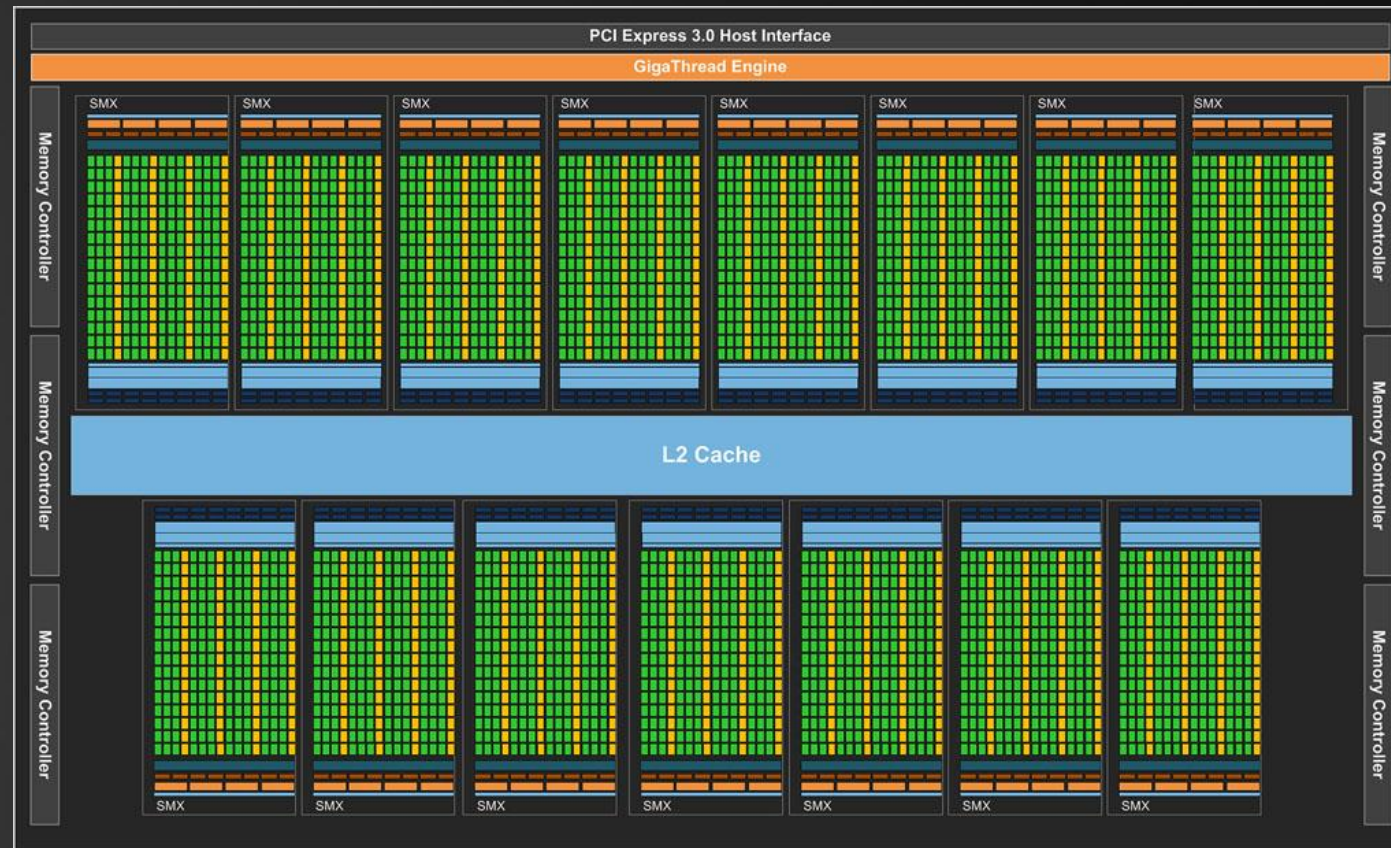 PCI Express 3.0 Host Interface
GigaThread Engine
SMX
SMX
SMX
SMX
SMX
SMX
SMX
SMX
Memory Controller
Memory Controller
Memory Controller
Memory Controller
L2 Cache
Memory Controller
Memory Controller
SMX
SMX
SMX
SMX
SMX
SMX
SMX